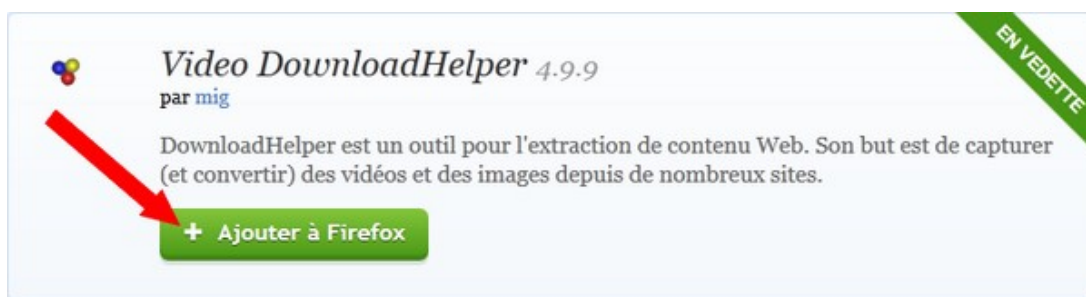 Video DownloadHelper 4.9.9
par mig
EN VEDETTE
DownloadHelper est un outil pour l'extraction de contenu Web. Son but est de capturer
(et convertir) des vidéos et des images depuis de nombreux sites.
+ Ajouter à Firefox